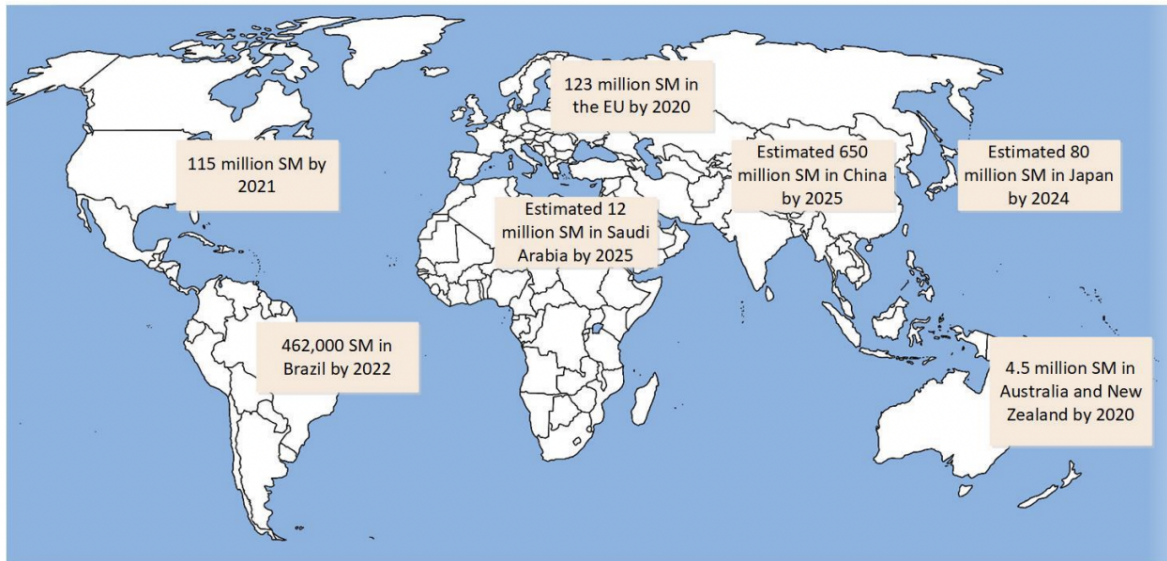 123 million SM in
the EU by 2020
115 million SM by
2021
Estimated 650
million SM in China
by 2025
Estimated 80
million SM in Japan
by 2024
Estimated 12
million SM in Saudi
Arabia by 2025
462,000 SM in
Brazil by 2022
4.5 million SM in
Australia and New
Zealand by 2020